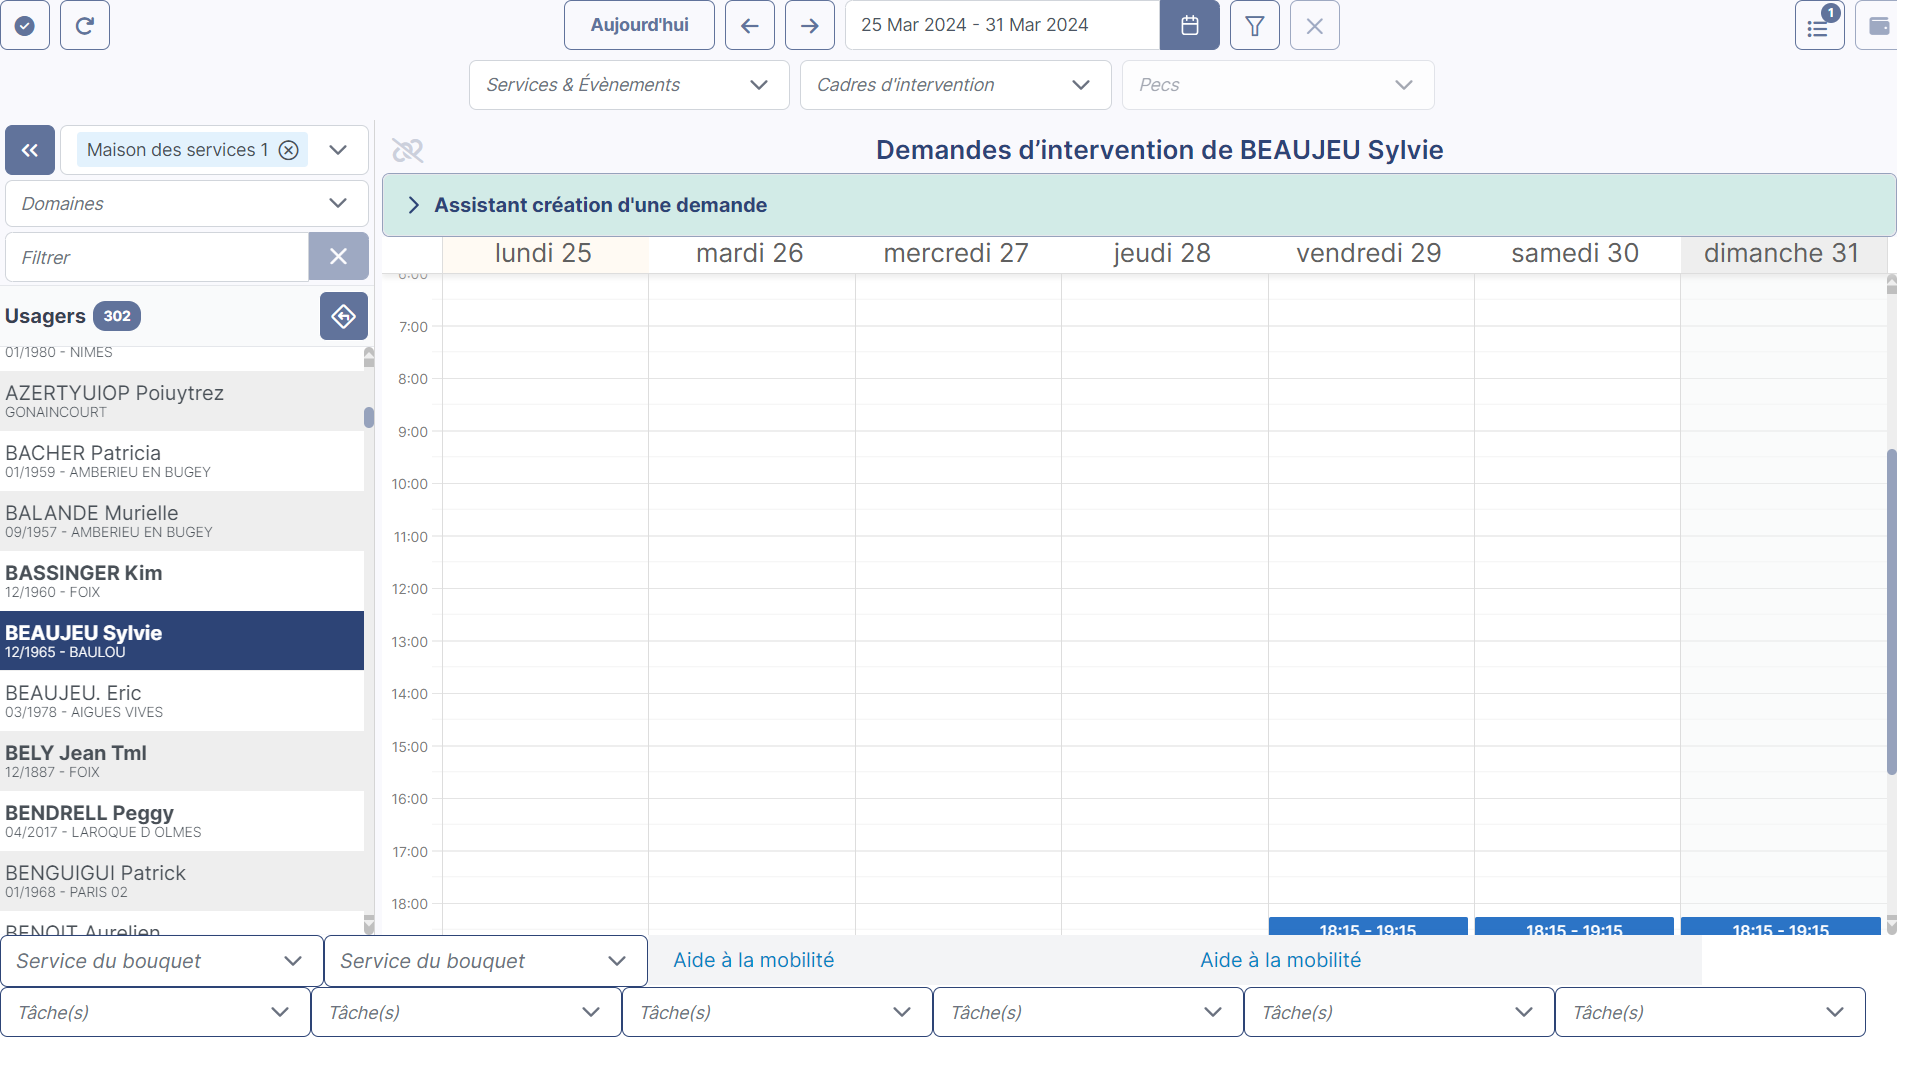 Aujourd'hui
25 Mar 2024 - 31 Mar 2024
1
Services & Évènements
Cadres d'intervention
Pecs
Maison des services 1
Domaines
Filtrer
Usagers 302
01/1980 - NIMES
AZERTYUIOP Poiuytrez
GONAINCOURT
BACHER Patricia
01/1959 - AMBERIEU EN BUGEY
BALANDE Murielle
09/1957 - AMBERIEU EN BUGEY
BASSINGER Kim
12/1960 - FOIX
BEAUJEU Sylvie
12/1965 - BAULOU
BEAUJEU. Eric
03/1978 - AIGUES VIVES
BELY Jean Tml
12/1887 - FOIX
BENDRELL Peggy
04/2017 - LAROQUE D OLMES
BENGUIGUI Patrick
01/1968 - PARIS 02
BENOIT Aurelien
Demandes d’intervention de BEAUJEU Sylvie
Assistant création d'une demande
lundi 25
mardi 26
mercredi 27
jeudi 28
vendredi 29
samedi 30
dimanche 31
6:00
7:00
8:00
9:00
10:00
11:00
12:00
13:00
14:00
15:00
16:00
17:00
18:00
18:15 - 19:15
18:15 - 19:15
18:15 - 19:15
Service du bouquet
Service du bouquet
Aide à la mobilité
Aide à la mobilité
Tâche(s)
Tâche(s)
Tâche(s)
Tâche(s)
Tâche(s)
Tâche(s)